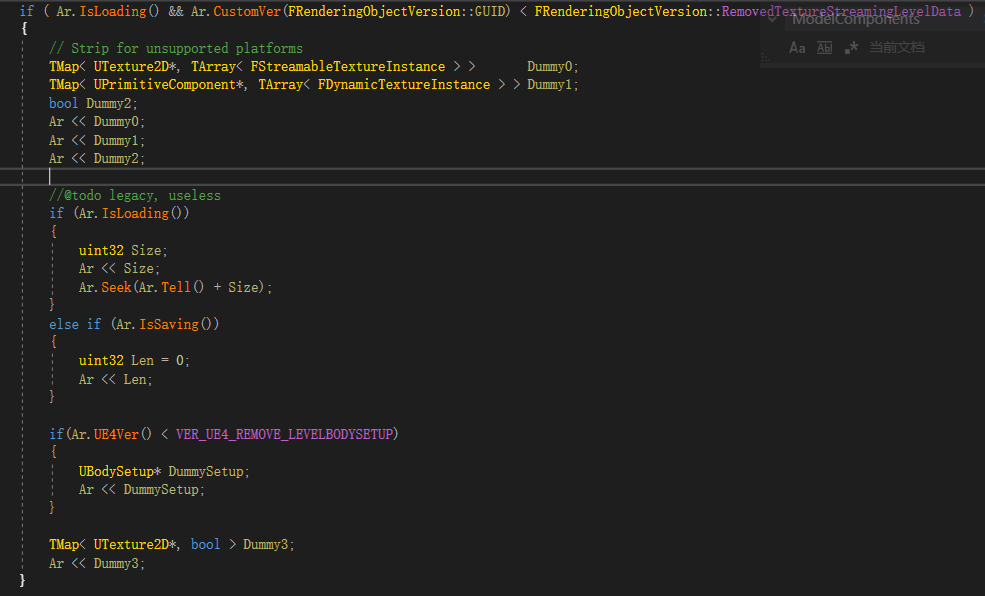 if ( Ar.IsLoading() && Ar.CustomVer(FRenderingObjectVersion::GUID) < FRenderingObjectVersion::RemovedTextureStreamingLevelData )
ModelComponents
{
Aa Ab .* 当前文档
// Strip for unsupported platforms
TMap< UTexture2D*, TArray< FStreamableTextureInstance > > Dummy0;
TMap< UPrimitiveComponent*, TArray< FDynamicTextureInstance > > Dummy1;
bool Dummy2;
Ar << Dummy0;
Ar << Dummy1;
Ar << Dummy2;
//@todo legacy, useless
if (Ar.IsLoading())
{
uint32 Size;
Ar << Size;
Ar.Seek(Ar.Tell() + Size);
}
else if (Ar.IsSaving())
{
uint32 Len = 0;
Ar << Len;
}
if(Ar.UE4Ver() < VER_UE4_REMOVE_LEVELBODYSETUP)
{
UBodySetup* DummySetup;
Ar << DummySetup;
}
TMap< UTexture2D*, bool > Dummy3;
Ar << Dummy3;
}